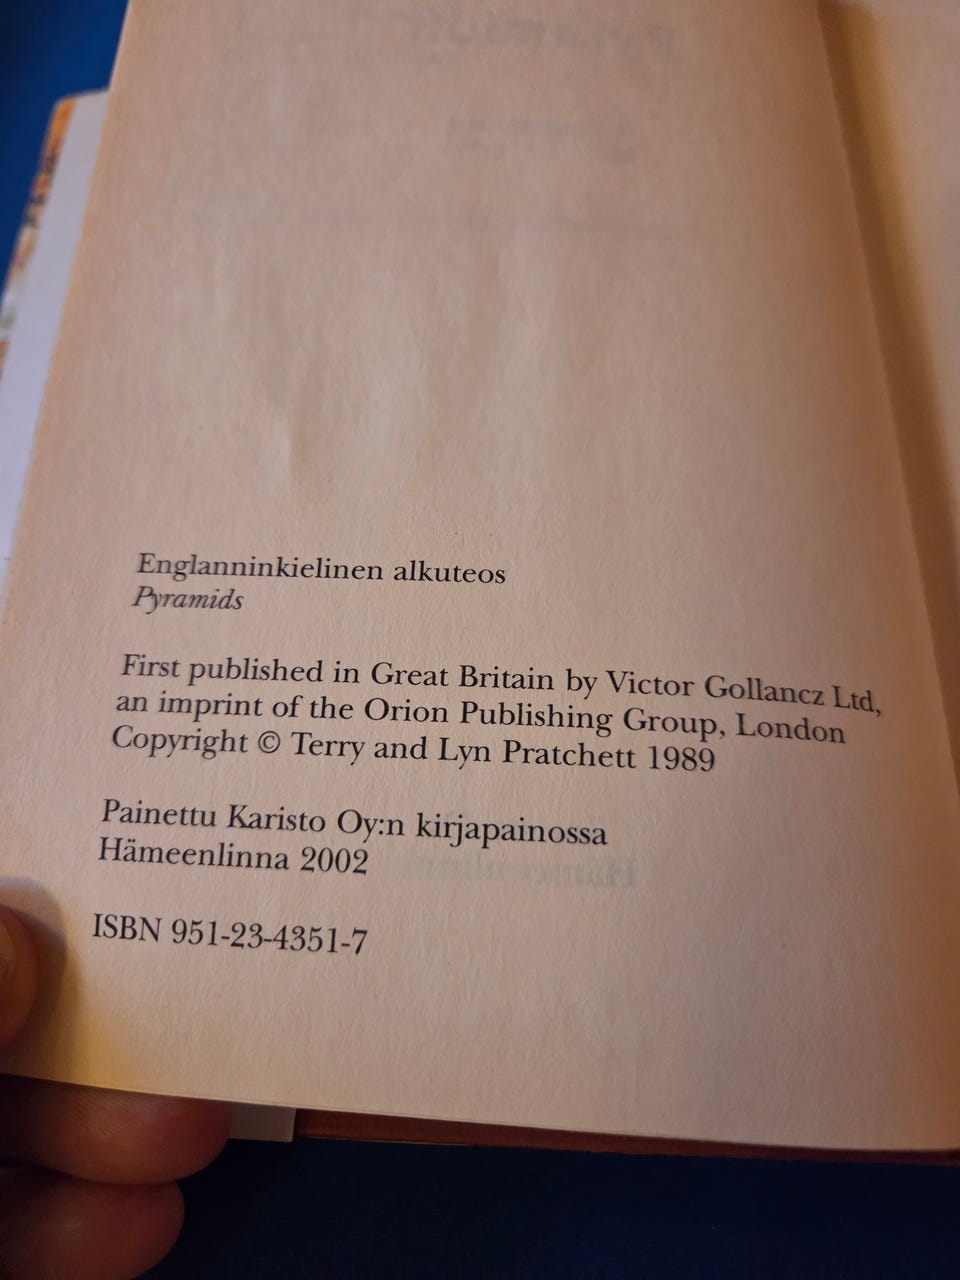 Englanninkielinen alkuteos
Pyramids
First published in Great Britain by Victor Gollancz Ltd,
an imprint of the Orion Publishing Group, London
Copyright © Terry and Lyn Pratchett 1989
Painettu Karisto Oy:n kirjapainossa
Hämeenlinna 2002
ISBN 951-23-4351-7